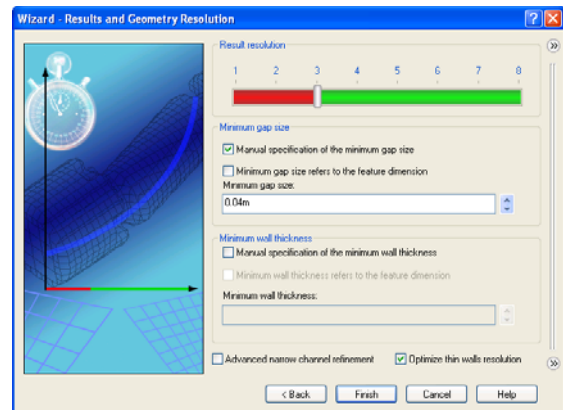 Wizard - Results and Geometry Resolution
Result resolution
1 2 3 4 5 6 7 8
Minimum gap size
Manual specification of the minimum gap size
Minimum gap size refers to the feature dimension
Minimum gap size:
0.04m
Minimum wall thickness
Manual specification of the minimum wall thickness
Minimum wall thickness refers to the feature dimension
Minimum wall thickness:
Advanced narrow channel refinement Optimize thin walls resolution
< Back Finish Cancel Help